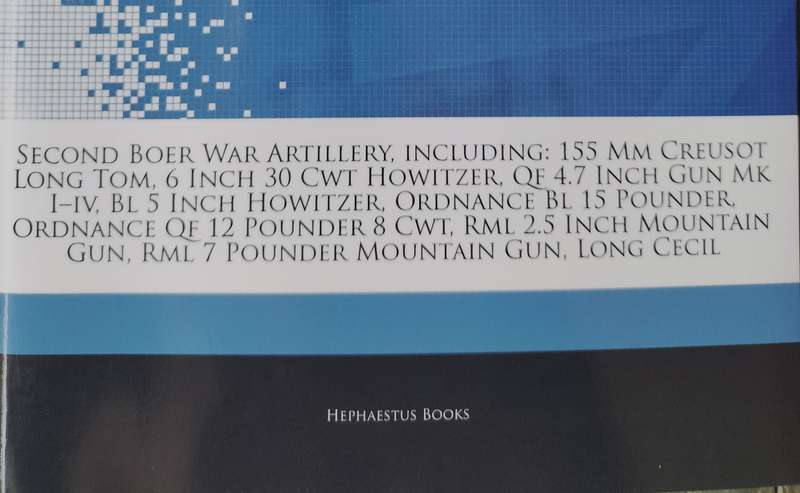 Second Boer War Artillery, including: 155 Mm Creusot
Long Tom, 6 Inch 30 Cwt Howitzer, Qf 4.7 Inch Gun Mk
I–iv, Bl 5 Inch Howitzer, Ordnance Bl 15 Pounder,
Ordnance Qf 12 Pounder 8 Cwt, Rml 2.5 Inch Mountain
Gun, Rml 7 Pounder Mountain Gun, Long Cecil
Hephaestus Books